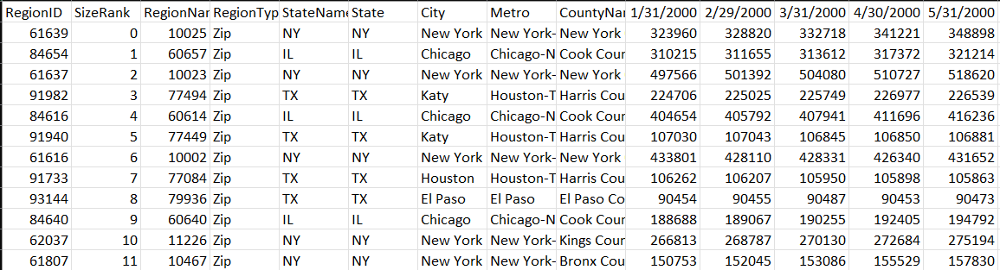 RegionID SizeRank RegionNar RegionTyp StateName State City Metro CountyNar 1/31/2000 2/29/2000 3/31/2000 4/30/2000 5/31/2000
61639 0 10025 Zip NY NY New York New York- New York 323960 328820 332718 341221 348898
84654 1 60657 Zip IL IL Chicago Chicago-N Cook Cour 310215 311655 313612 317372 321214
61637 2 10023 Zip NY NY New York New York- New York 497566 501392 504080 510727 518620
91982 3 77494 Zip TX TX Katy Houston-T Harris Cou 224706 225025 225749 226977 226539
84616 4 60614 Zip IL IL Chicago Chicago-N Cook Cour 404654 405792 407941 411696 416236
91940 5 77449 Zip TX TX Katy Houston-T Harris Cou 107030 107043 106845 106850 106881
61616 6 10002 Zip NY NY New York New York- New York 433801 428110 428331 426340 431652
91733 7 77084 Zip TX TX Houston Houston-T Harris Cou 106262 106207 105950 105898 105863
93144 8 79936 Zip TX TX El Paso El Paso El Paso Co 90454 90455 90487 90453 90473
84640 9 60640 Zip IL IL Chicago Chicago-N Cook Cour 188688 189067 190255 192405 194792
62037 10 11226 Zip NY NY New York New York- Kings Cour 266813 268787 270130 272684 275194
61807 11 10467 Zip NY NY New York New York- Bronx Cou 150753 152045 153086 155529 157830